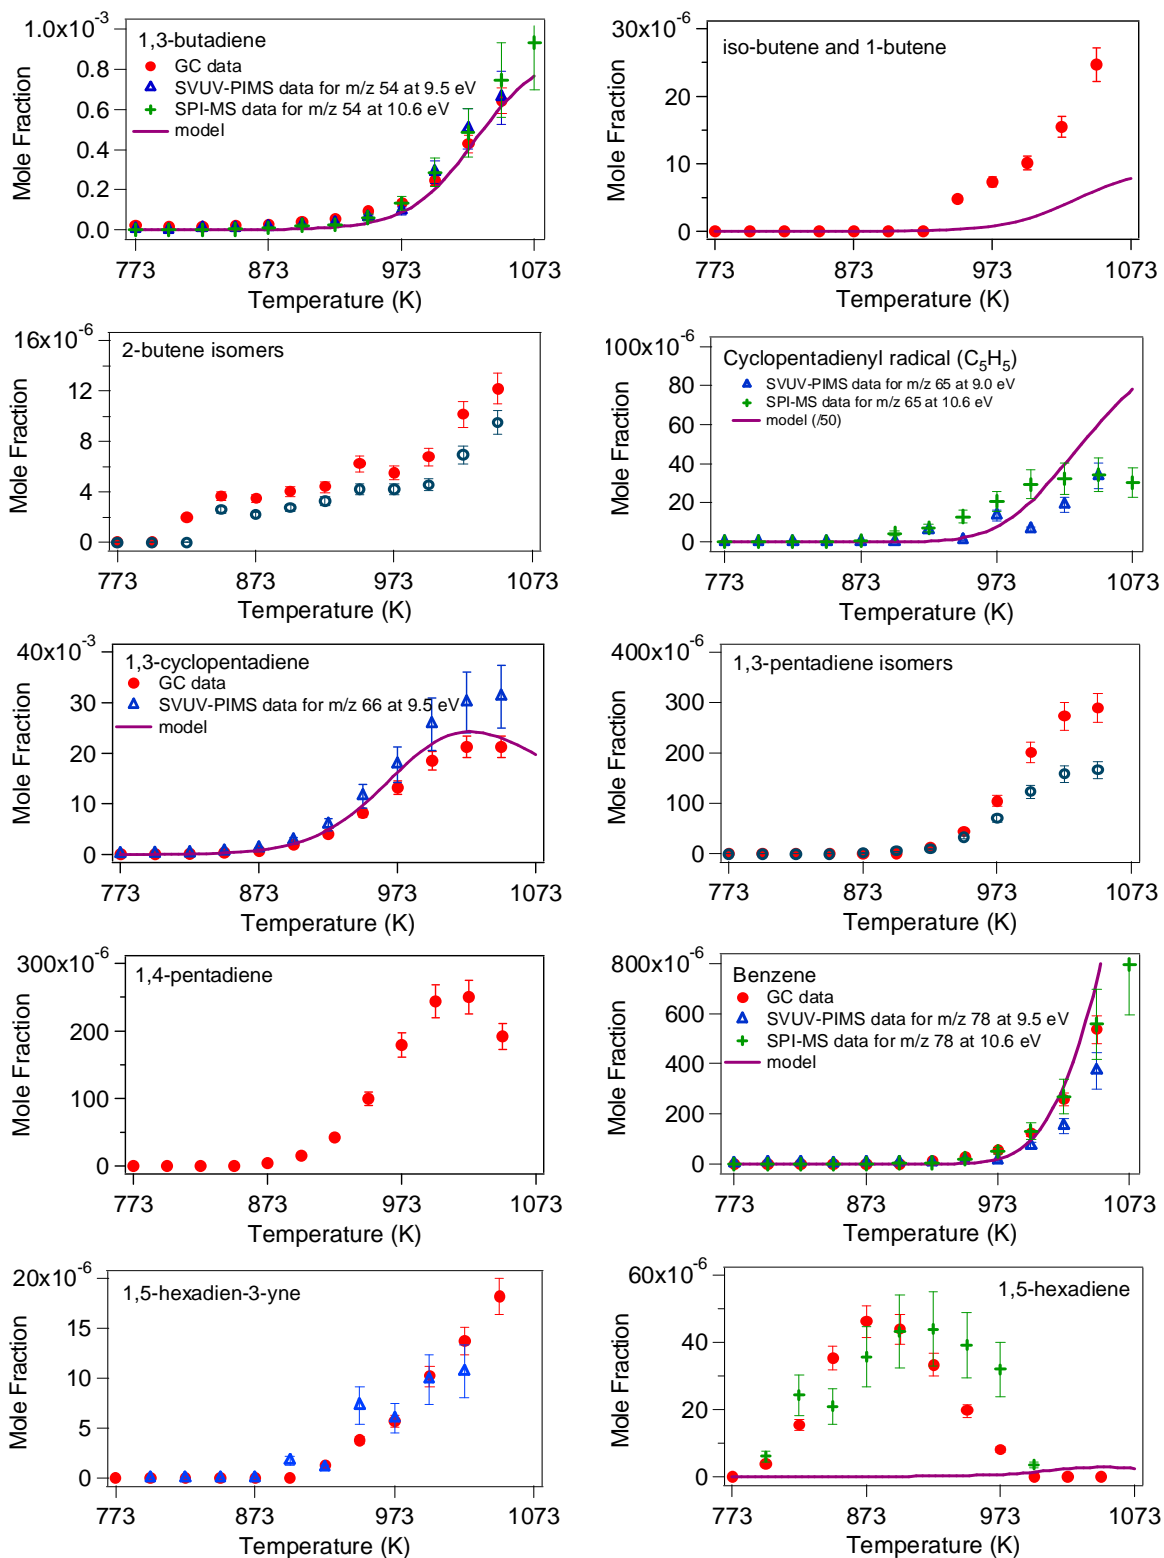 1.0x10⁻³
0.8
0.6
0.4
0.2
0.0
Mole Fraction
1,3-butadiene
GC data
SVUV-PIMS data for m/z 54 at 9.5 eV
SPI-MS data for m/z 54 at 10.6 eV
model
773 873 973 1073
Temperature (K)
30x10⁻⁶
20
10
0
Mole Fraction
iso-butene and 1-butene
773 873 973 1073
Temperature (K)
16x10⁻⁶
12
8
4
0
Mole Fraction
2-butene isomers
773 873 973 1073
Temperature (K)
100x10⁻⁶
80
60
40
20
0
Mole Fraction
Cyclopentadienyl radical (C₅H₅)
SVUV-PIMS data for m/z 65 at 9.0 eV
SPI-MS data for m/z 65 at 10.6 eV
model (/50)
773 873 973 1073
Temperature (K)
40x10⁻³
30
20
10
0
Mole Fraction
1,3-cyclopentadiene
GC data
SVUV-PIMS data for m/z 66 at 9.5 eV
model
773 873 973 1073
Temperature (K)
400x10⁻⁶
300
200
100
0
Mole Fraction
1,3-pentadiene isomers
773 873 973 1073
Temperature (K)
300x10⁻⁶
200
100
0
Mole Fraction
1,4-pentadiene
773 873 973 1073
Temperature (K)
800x10⁻⁶
600
400
200
0
Mole Fraction
Benzene
GC data
SVUV-PIMS data for m/z 78 at 9.5 eV
SPI-MS data for m/z 78 at 10.6 eV
model
773 873 973 1073
Temperature (K)
20x10⁻⁶
15
10
5
0
Mole Fraction
1,5-hexadien-3-yne
773 873 973 1073
Temperature (K)
60x10⁻⁶
40
20
0
Mole Fraction
1,5-hexadiene
773 873 973 1073
Temperature (K)